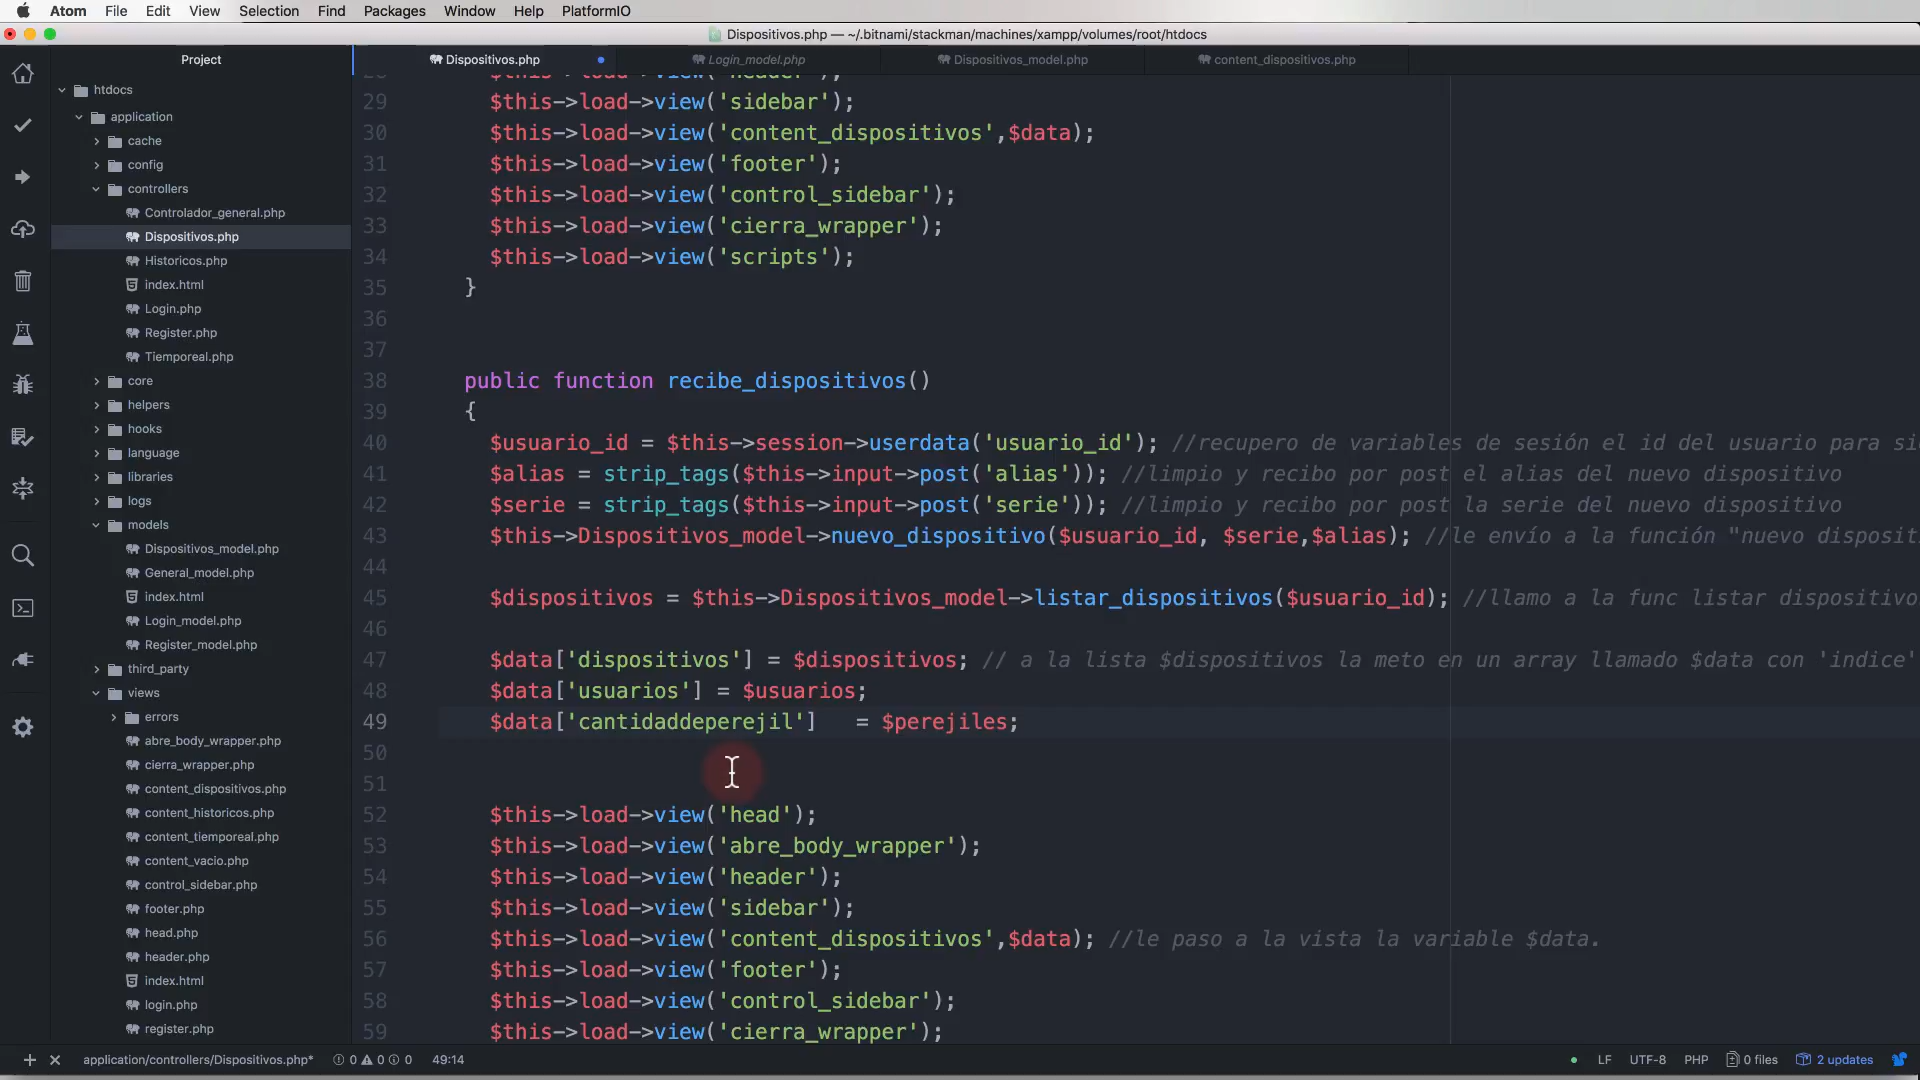 Atom File Edit View Selection Find Packages Window Help PlatformIO
Dispositivos.php — ~/.bitnami/stackman/machines/xampp/volumes/root/htdocs
Project
Dispositivos.php
Login_model.php
Dispositivos_model.php
content_dispositivos.php
htdocs
application
cache
config
controllers
Controlador_general.php
Dispositivos.php
Historicos.php
index.html
Login.php
Register.php
Tiemporeal.php
core
helpers
hooks
language
libraries
logs
models
Dispositivos_model.php
General_model.php
index.html
Login_model.php
Register_model.php
third_party
views
errors
abre_body_wrapper.php
cierra_wrapper.php
content_dispositivos.php
content_historicos.php
content_tiemporeal.php
content_vacio.php
control_sidebar.php
footer.php
head.php
header.php
index.html
login.php
register.php
28 $this->load->view('header');
29 $this->load->view('sidebar');
30 $this->load->view('content_dispositivos',$data);
31 $this->load->view('footer');
32 $this->load->view('control_sidebar');
33 $this->load->view('cierra_wrapper');
34 $this->load->view('scripts');
35 }
36
37
38 public function recibe_dispositivos()
39 {
40 $usuario_id = $this->session->userdata('usuario_id'); //recupero de variables de sesión el id del usuario para si
41 $alias = strip_tags($this->input->post('alias')); //limpio y recibo por post el alias del nuevo dispositivo
42 $serie = strip_tags($this->input->post('serie')); //limpio y recibo por post la serie del nuevo dispositivo
43 $this->Dispositivos_model->nuevo_dispositivo($usuario_id, $serie,$alias); //le envío a la función "nuevo disposit
44
45 $dispositivos = $this->Dispositivos_model->listar_dispositivos($usuario_id); //llamo a la func listar dispositivo
46
47 $data['dispositivos'] = $dispositivos; // a la lista $dispositivos la meto en un array llamado $data con 'indice'
48 $data['usuarios'] = $usuarios;
49 $data['cantidaddeperejil'] = $perejiles;
50
51
52 $this->load->view('head');
53 $this->load->view('abre_body_wrapper');
54 $this->load->view('header');
55 $this->load->view('sidebar');
56 $this->load->view('content_dispositivos',$data); //le paso a la vista la variable $data.
57 $this->load->view('footer');
58 $this->load->view('control_sidebar');
59 $this->load->view('cierra_wrapper');
application/controllers/Dispositivos.php* 0 0 0 49:14 LF UTF-8 PHP 0 files 2 updates